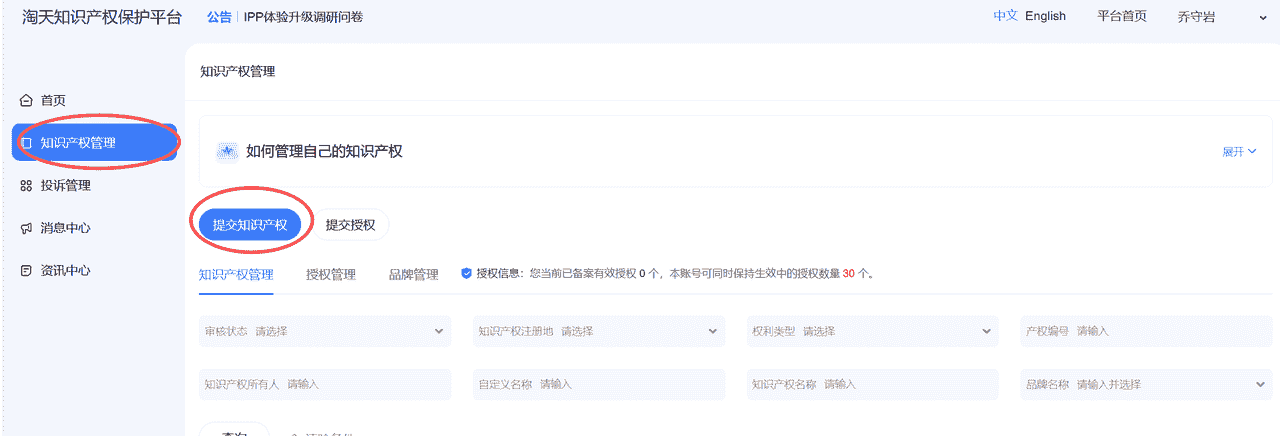 淘天知识产权保护平台 公告 IPP体验升级调研问卷 中文 English 平台首页 乔守岩
知识产权管理
首页
知识产权管理
如何管理自己的知识产权 展开
投诉管理
提交知识产权 提交授权
消息中心
资讯中心
知识产权管理 授权管理 品牌管理 授权信息：您当前已备案有效授权 0 个，本账号可同时保持生效中的授权数量 30 个。
审核状态 请选择 知识产权注册地 请选择 权利类型 请选择 产权编号 请输入
知识产权所有人 请输入 自定义名称 请输入 知识产权名称 请输入 品牌名称 请输入并选择
查询